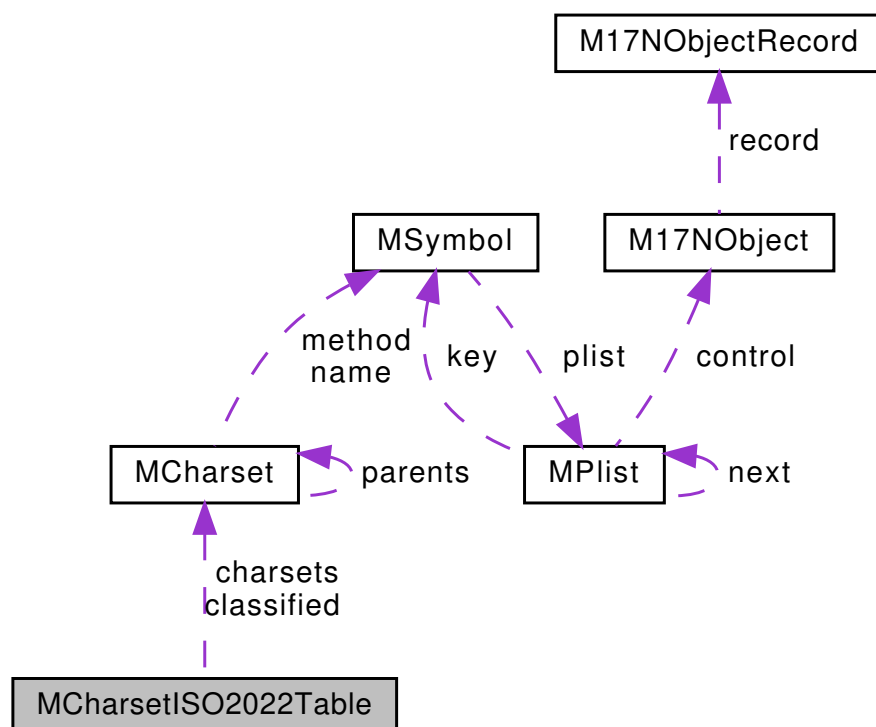 M17NObjectRecord
record
MSymbol
M17NObject
method
name
key
plist
control
MCharset
parents
MPlist
next
charsets
classified
MCharsetISO2022Table